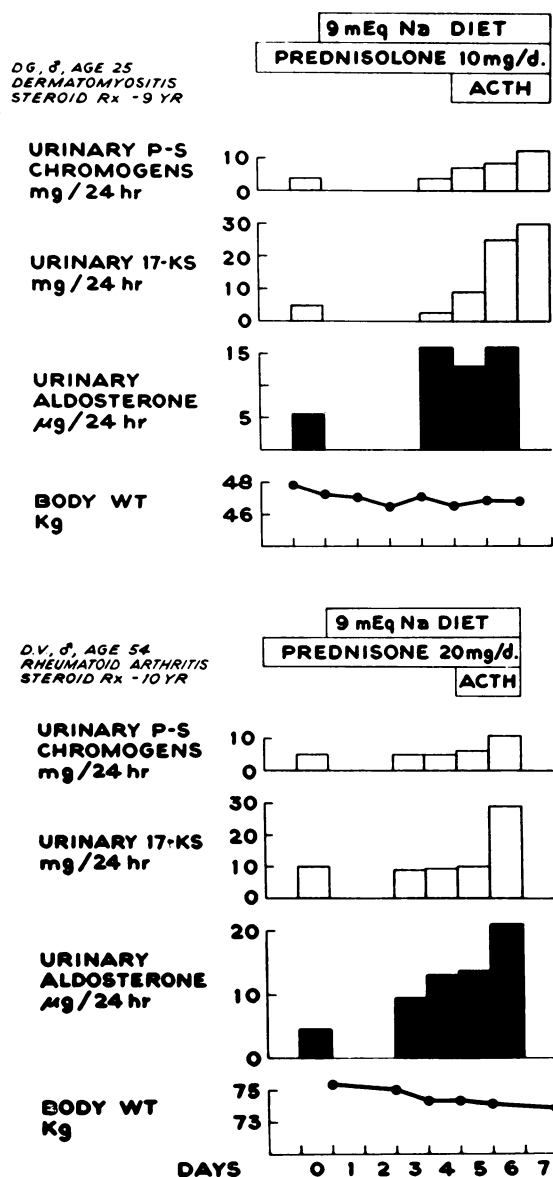 9 mEq Na DIET
PREDNISOLONE 10mg/d.
ACTH
DG, ♂, AGE 25
DERMATOMYOSITIS
STEROID Rx -9 YR
URINARY P-S
CHROMOGENS
mg/24 hr
10
0
URINARY 17-KS
mg/24 hr
30
20
10
0
URINARY
ALDOSTERONE
µg/24 hr
15
5
BODY WT
Kg
48
46
9 mEq Na DIET
PREDNISONE 20mg/d.
ACTH
D.V, ♂, AGE 54
RHEUMATOID ARTHRITIS
STEROID Rx -10 YR
URINARY P-S
CHROMOGENS
mg/24 hr
10
0
URINARY 17-KS
mg/24 hr
30
20
10
0
URINARY
ALDOSTERONE
µg/24 hr
20
10
0
BODY WT
Kg
75
73
DAYS 0 1 2 3 4 5 6 7